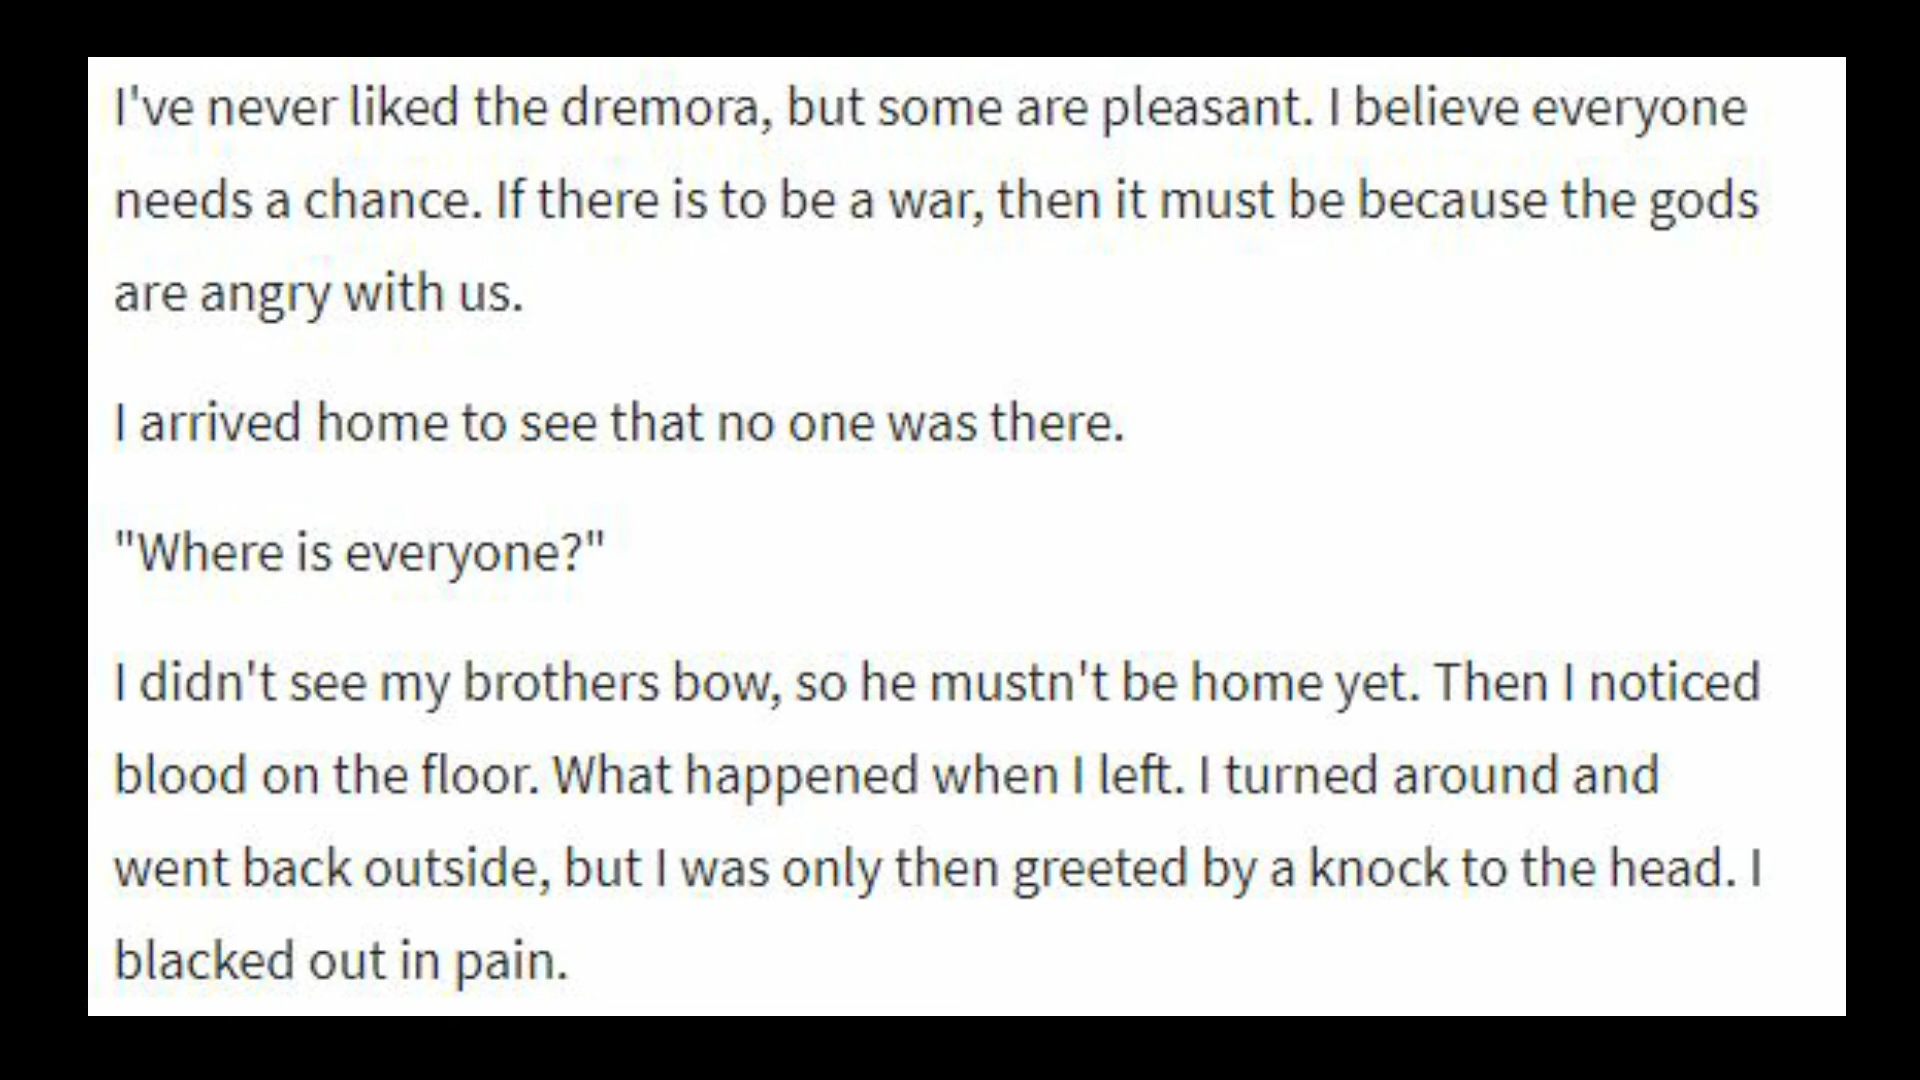 I've never liked the dremora, but some are pleasant. I believe everyone
needs a chance. If there is to be a war, then it must be because the gods
are angry with us.
I arrived home to see that no one was there.
"Where is everyone?"
I didn't see my brothers bow, so he mustn't be home yet. Then I noticed
blood on the floor. What happened when I left. I turned around and
went back outside, but I was only then greeted by a knock to the head. I
blacked out in pain.